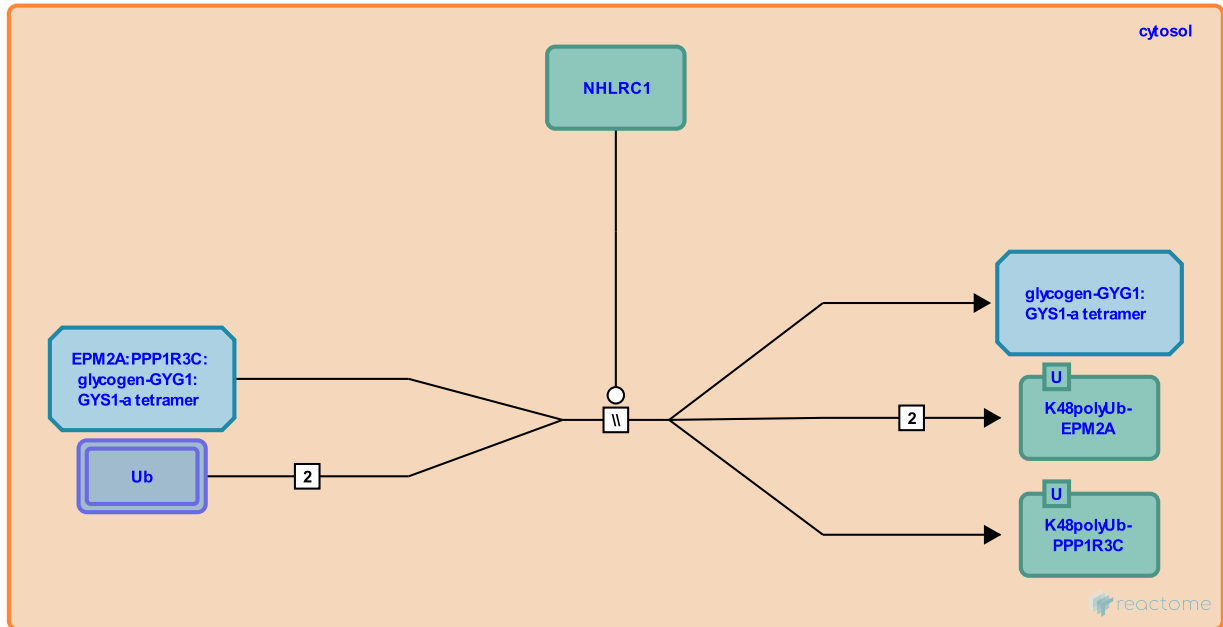 cytosol
NHLRC1
glycogen-GYG1:
GYS1-a tetramer
EPM2A:PPP1R3C:
glycogen-GYG1:
GYS1-a tetramer
U
K48polyUb-
EPM2A
2
\\
Ub
2
U
K48polyUb-
PPP1R3C
reactome